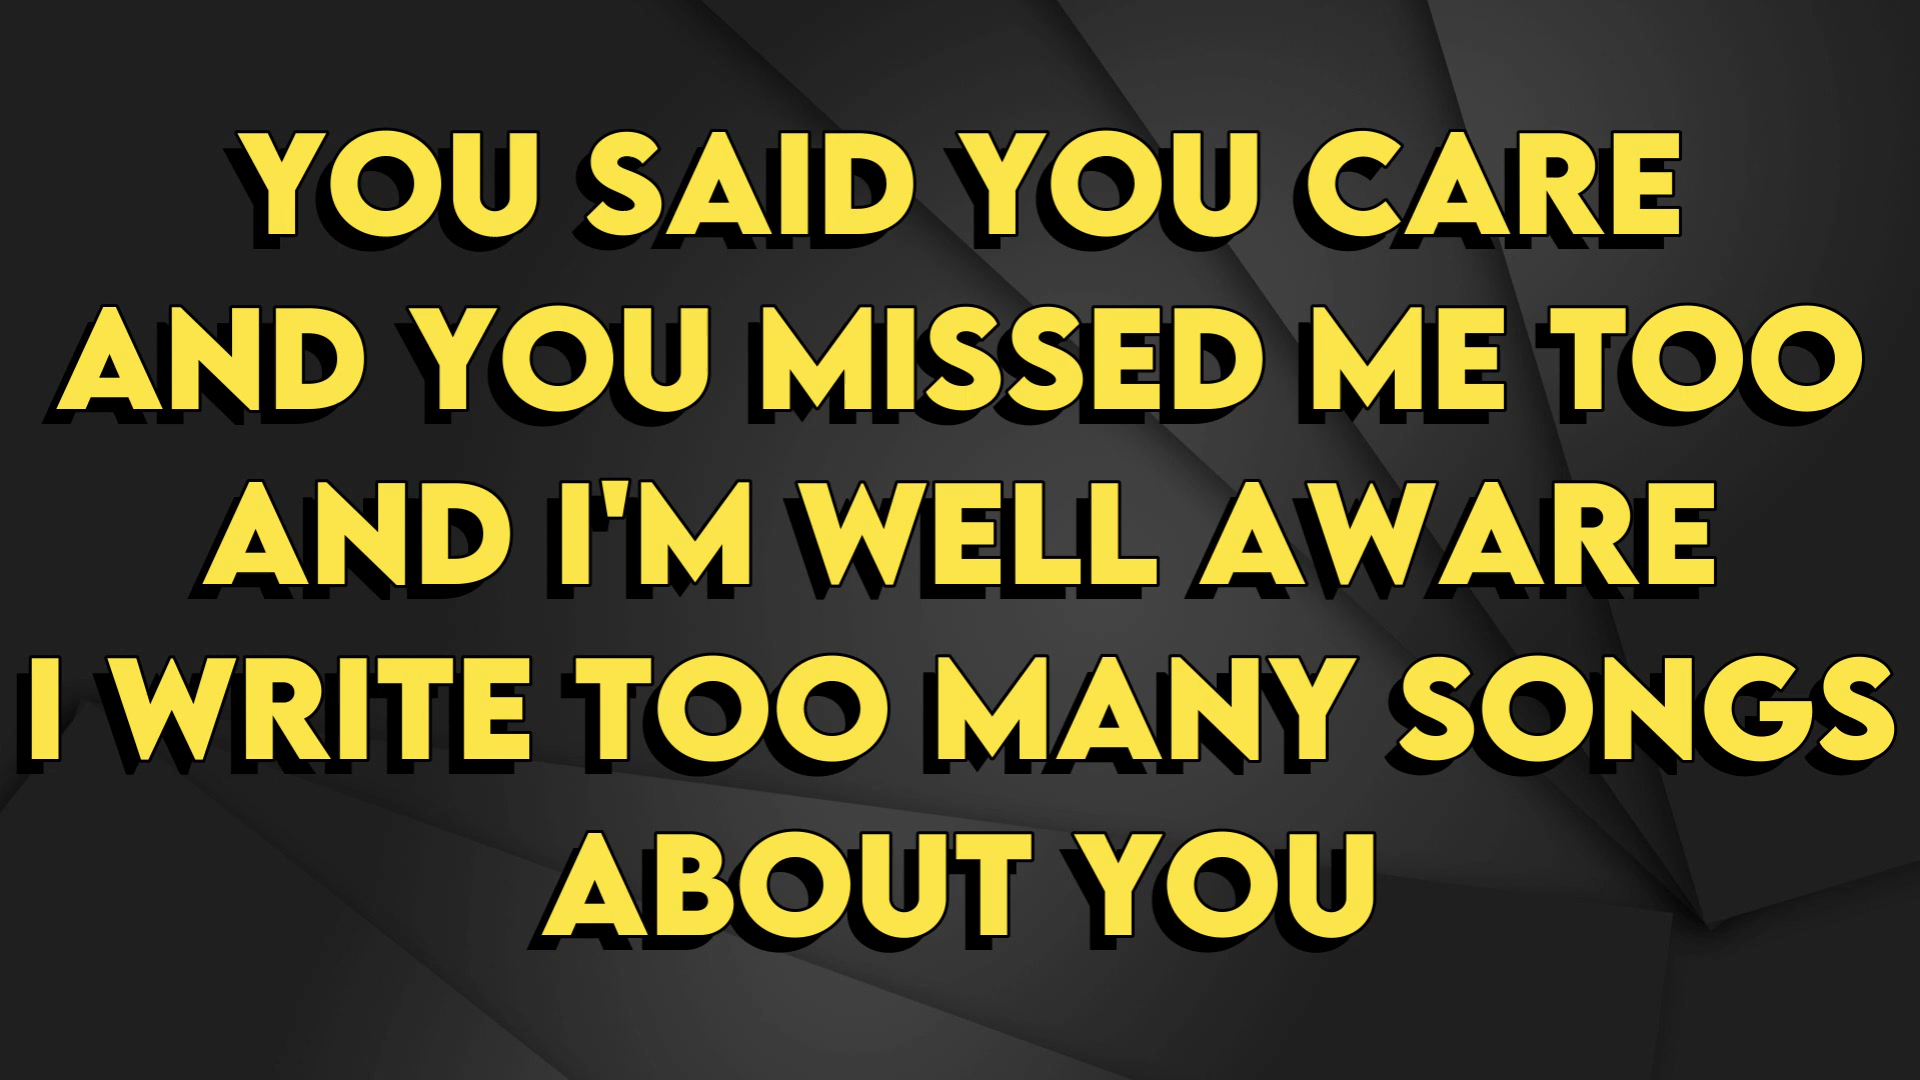 YOU SAID YOU CARE
AND YOU MISSED ME TOO
AND I'M WELL AWARE
I WRITE TOO MANY SONGS
ABOUT YOU